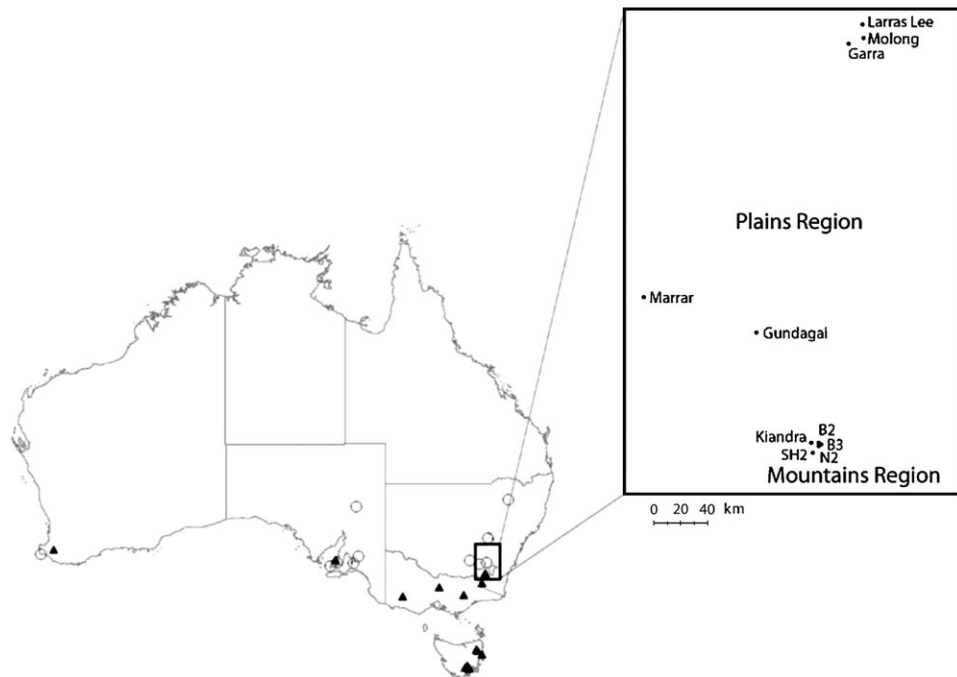 Larras Lee
Molong
Garra
Plains Region
Marrar
Gundagai
B2
Kiandra B3
SH2 N2
Mountains Region
0 20 40 km